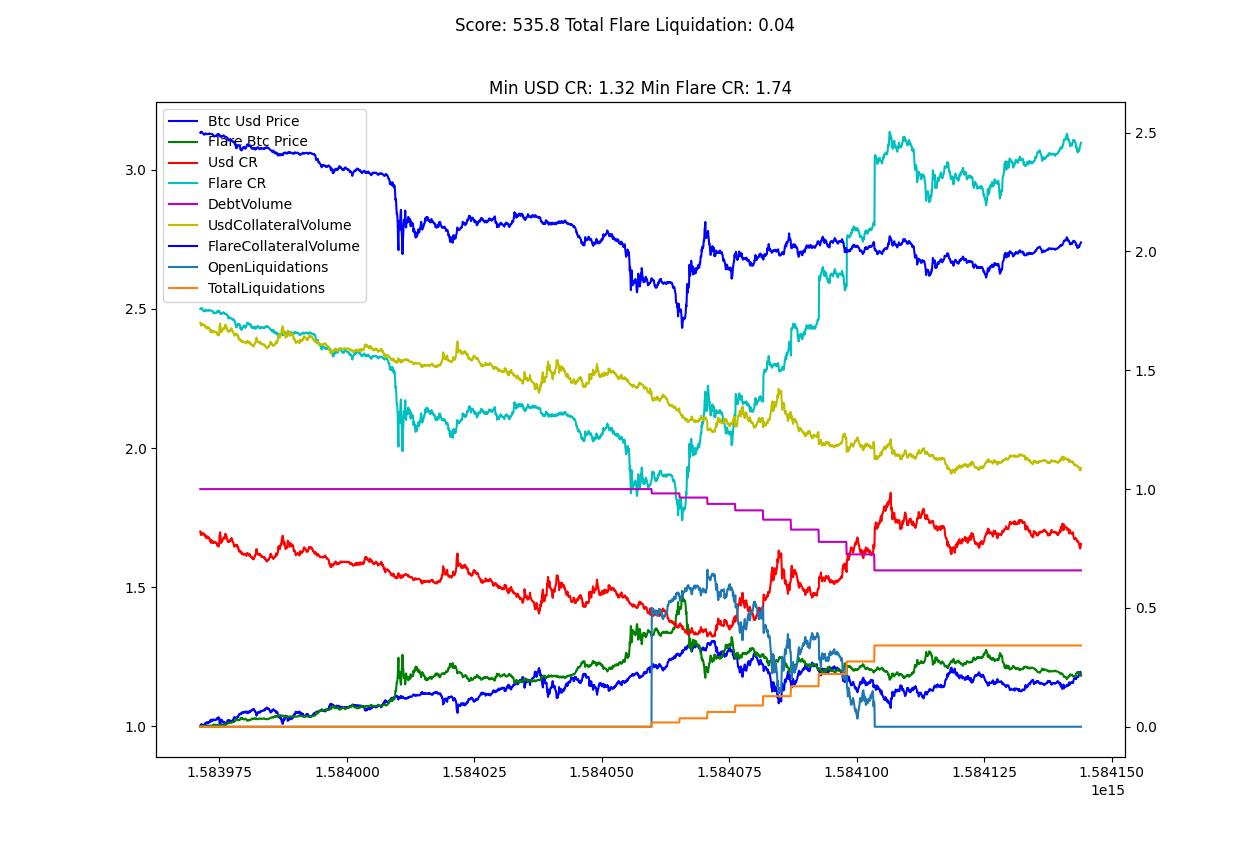 Score: 535.8 Total Flare Liquidation: 0.04
Min USD CR: 1.32 Min Flare CR: 1.74
Btc Usd Price
Flare Btc Price
Usd CR
Flare CR
DebtVolume
UsdCollateralVolume
FlareCollateralVolume
OpenLiquidations
TotalLiquidations
3.0
2.5
2.0
1.5
1.0
2.5
2.0
1.5
1.0
0.5
0.0
1.583975
1.584000
1.584025
1.584050
1.584075
1.584100
1.584125
1.584150
1e15